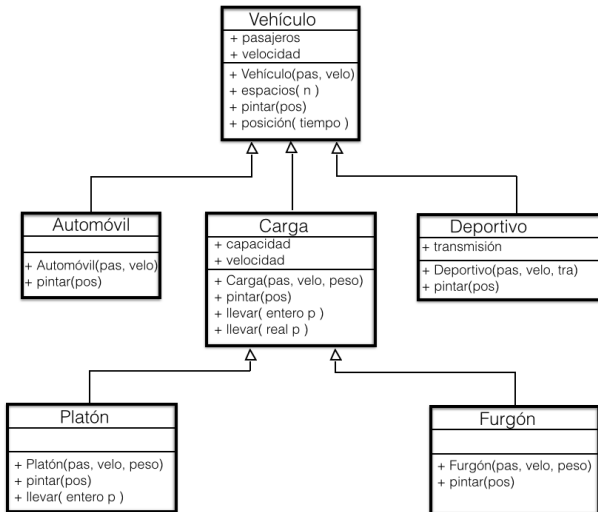 Vehículo
+ pasajeros
+ velocidad
+ Vehículo(pas, velo)
+ espacios( n )
+ pintar(pos)
+ posición( tiempo )
Automóvil
+ Automóvil(pas, velo)
+ pintar(pos)
Carga
+ capacidad
+ velocidad
+ Carga(pas, velo, peso)
+ pintar(pos)
+ llevar( entero p )
+ llevar( real p )
Deportivo
+ transmisión
+ Deportivo(pas, velo, tra)
+ pintar(pos)
Platón
+ Platón(pas, velo, peso)
+ pintar(pos)
+ llevar( entero p )
Furgón
+ Furgón(pas, velo, peso)
+ pintar(pos)